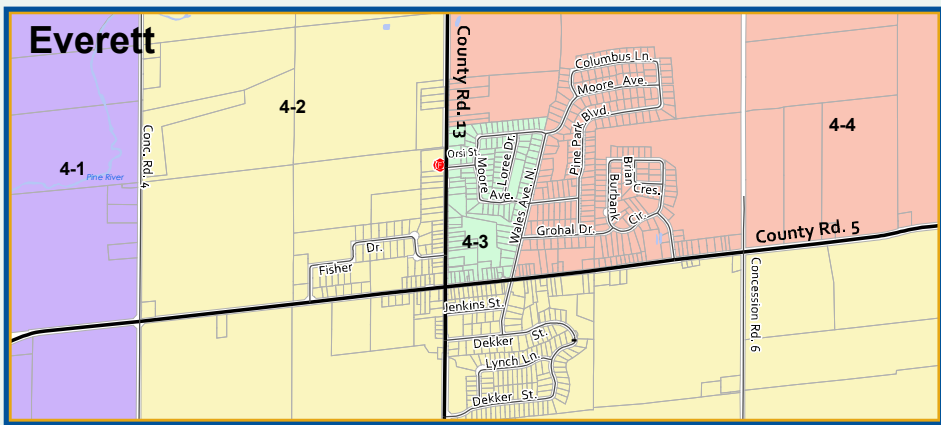 Everett
County Rd. 13
Columbus Ln.
Moore Ave.
4-2
Pine Park Blvd.
4-4
Conc. Rd. 4
Orsi St.
Loree Dr.
Moore
Ave.
4-1
Pine River
Brian
Cres.
Burbank
Cir.
Wales Ave. N.
Grohal Dr.
4-3
County Rd. 5
Dr.
Fisher
Concession Rd. 6
Jenkins St.
Dekker St.
Lynch Ln.
Dekker St.